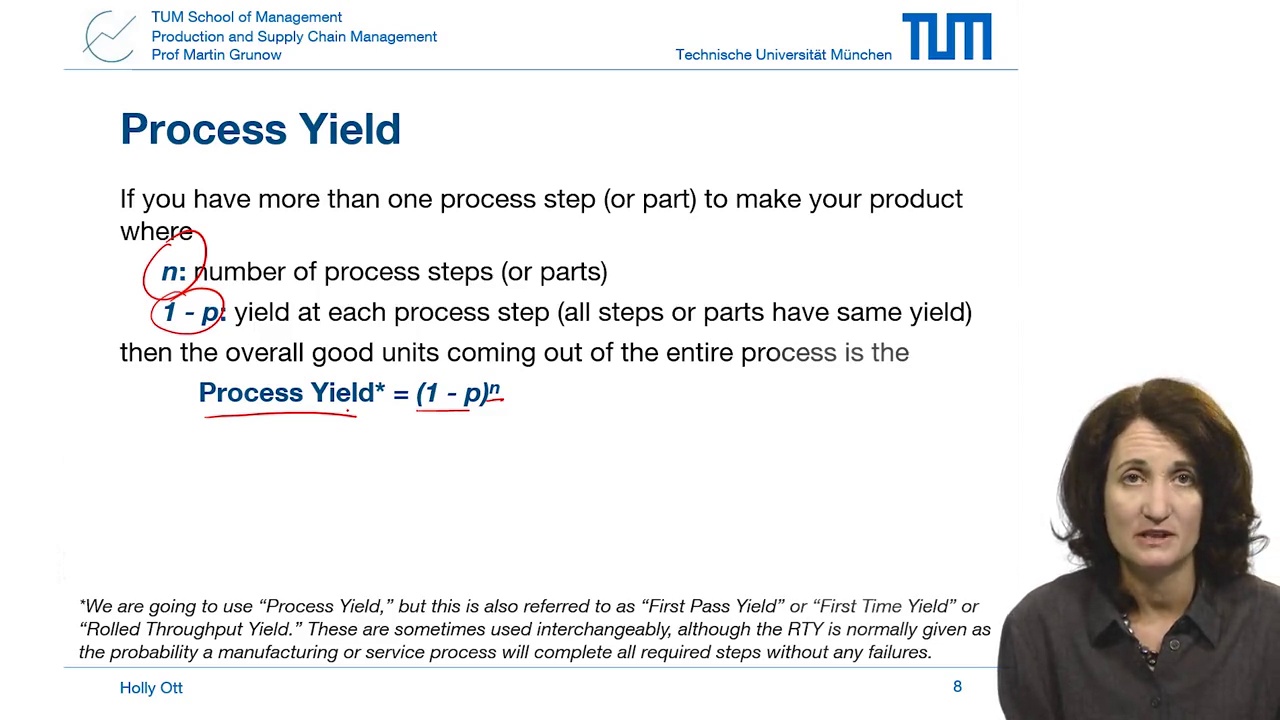 TUM School of Management
Production and Supply Chain Management
Prof Martin Grunow
Technische Universität München
TUM
Process Yield
If you have more than one process step (or part) to make your product
where
n: number of process steps (or parts)
1 - p: yield at each process step (all steps or parts have same yield)
then the overall good units coming out of the entire process is the
Process Yield* = (1 - p)ⁿ
*We are going to use “Process Yield,” but this is also referred to as “First Pass Yield” or “First Time Yield” or
“Rolled Throughput Yield.” These are sometimes used interchangeably, although the RTY is normally given as
the probability a manufacturing or service process will complete all required steps without any failures.
Holly Ott
8